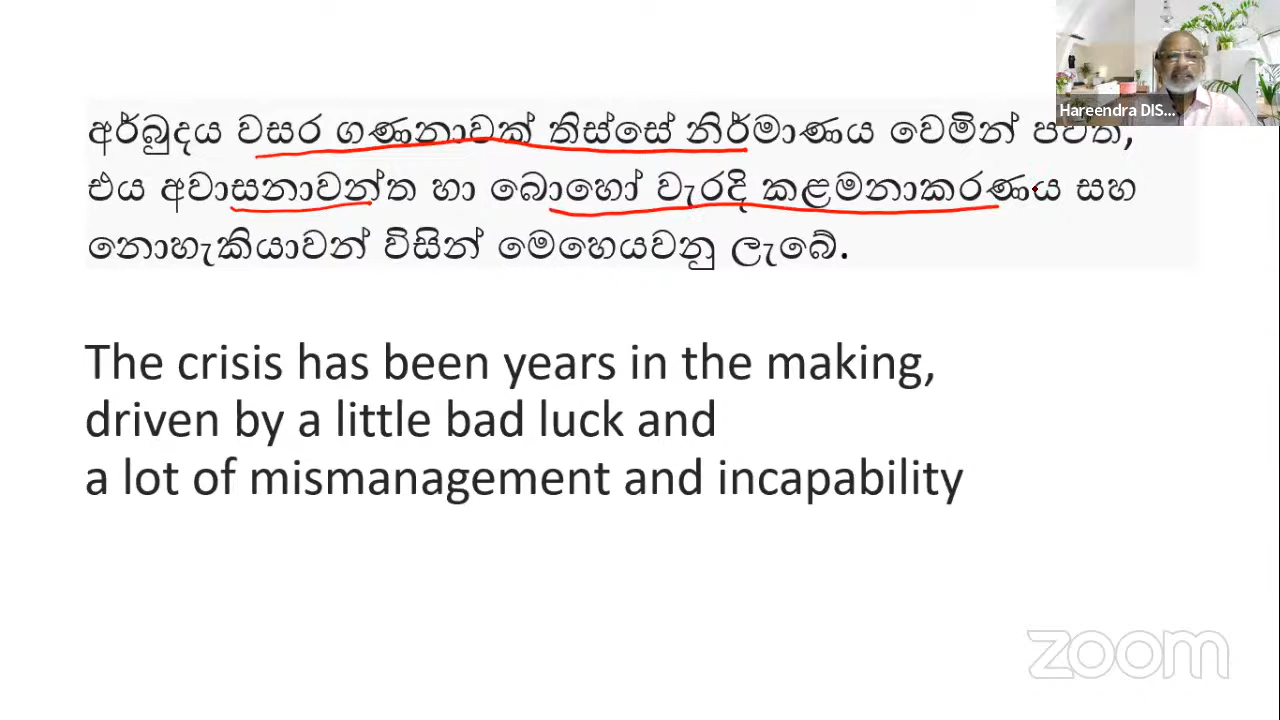 Hareendra DIS...
අර්බුදය වසර ගණනාවක් තිස්සේ නිර්මාණය වෙමින් පවතී,
එය අවාසනාවන්ත හා බොහෝ වැරදි කළමනාකරණය සහ
නොහැකියාවන් විසින් මෙහෙයවනු ලැබේ.
The crisis has been years in the making,
driven by a little bad luck and
a lot of mismanagement and incapability
zoom